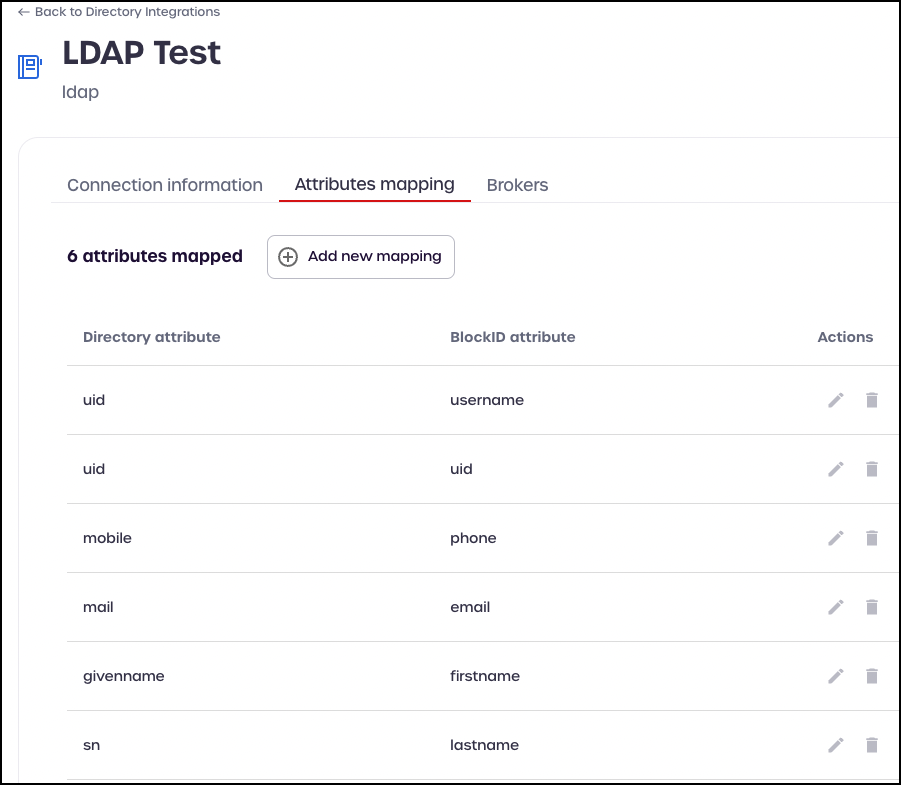 ← Back to Directory Integrations
LDAP Test
ldap
Connection information Attributes mapping Brokers
6 attributes mapped Add new mapping
Directory attribute BlockID attribute Actions
uid username
uid uid
mobile phone
mail email
givenname firstname
sn lastname